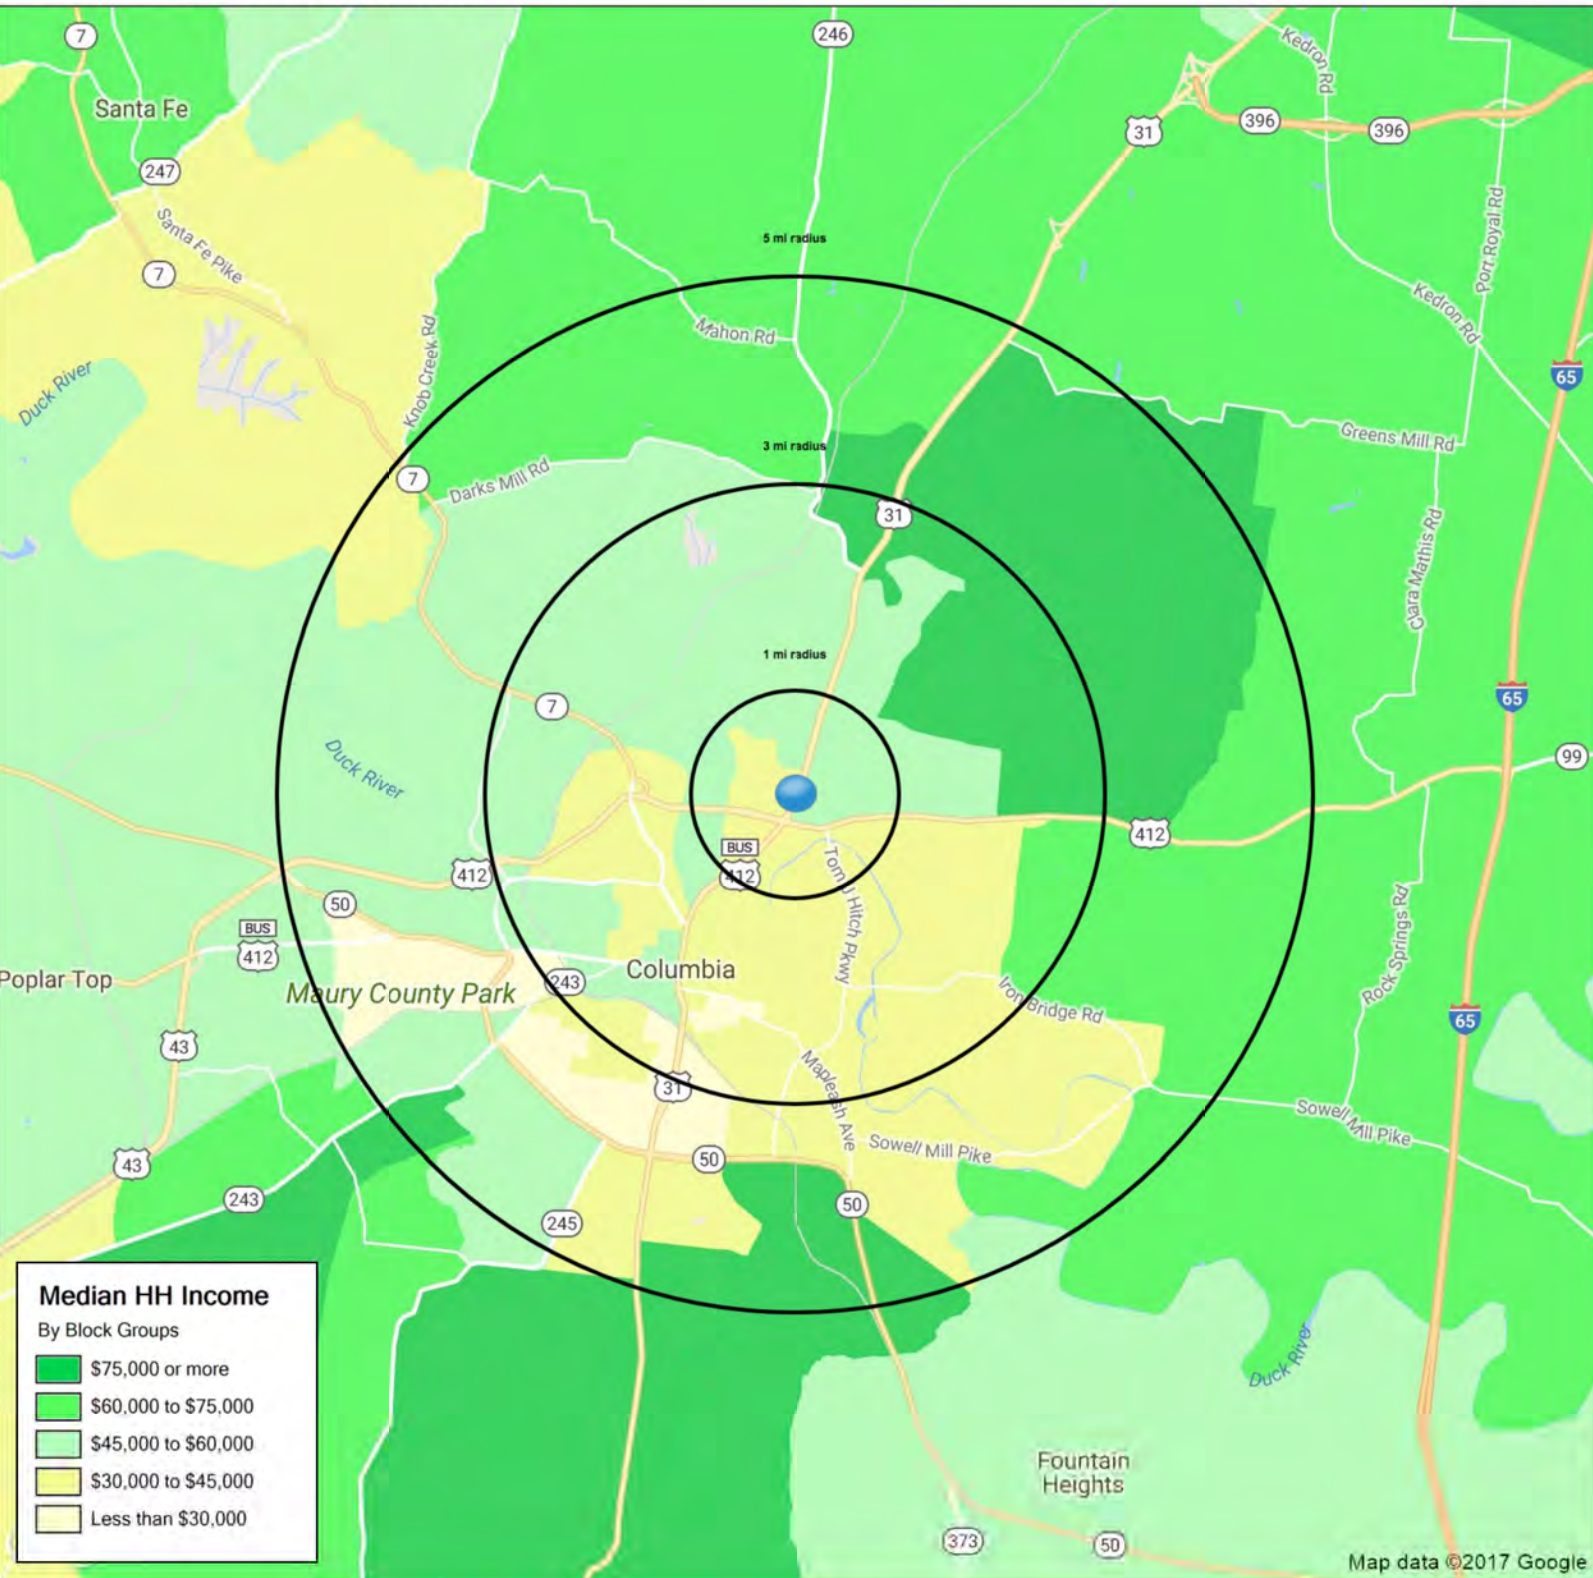 7
246
Kedron Rd
Santa Fe
31
396
396
247
Santa Fe Pike
Port Royal Rd
5 mi radius
7
Kedron Rd
Mahon Rd
Knob Creek Rd
65
Duck River
Greens Mill Rd
3 mi radius
7
Darks Mill Rd
31
Clara Mathis Rd
1 mi radius
65
7
Duck River
99
412
BUS
412
Tom J Hitch Pkwy
412
50
BUS
412
Rock Springs Rd
Columbia
Poplar Top
243
Maury County Park
Iron Bridge Rd
65
43
31
Mapleash Ave
Sowell Mill Pike
Sowell Mill Pike
50
43
243
50
245
Median HH Income
By Block Groups
$75,000 or more
$60,000 to $75,000
$45,000 to $60,000
$30,000 to $45,000
Less than $30,000
Duck River
Fountain
Heights
373
50
Map data ©2017 Google